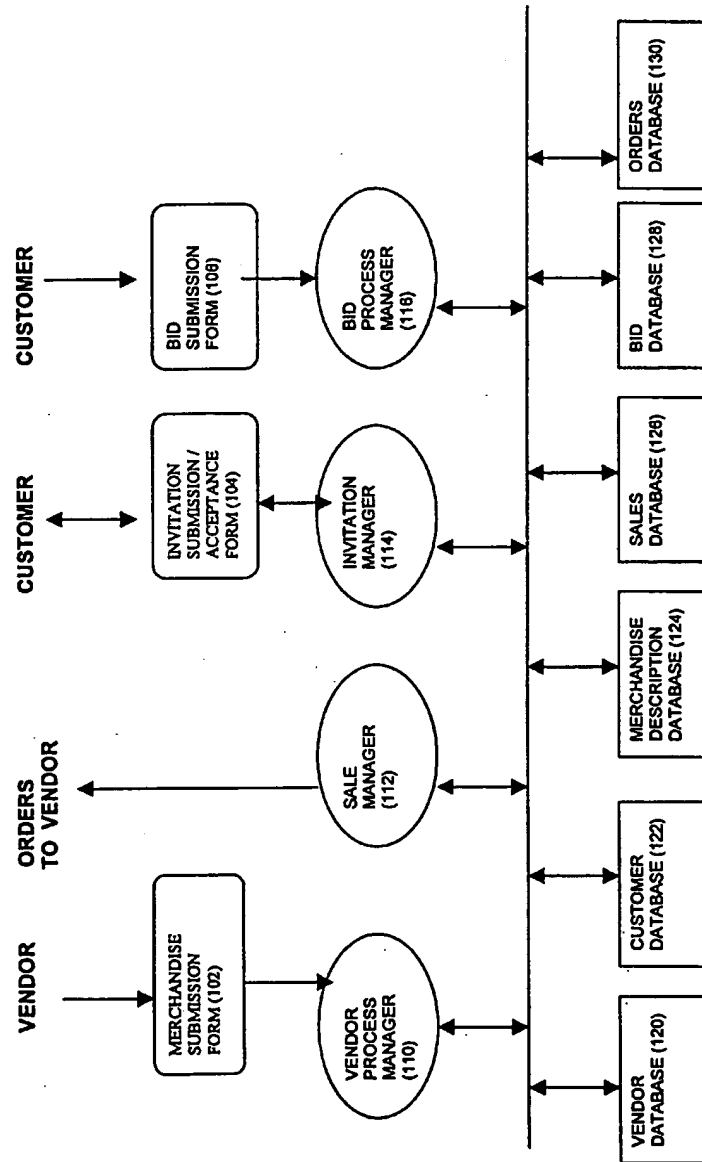 VENDOR
ORDERS
TO VENDOR
CUSTOMER
CUSTOMER
MERCHANDISE
SUBMISSION
FORM (102)
INVITATION
SUBMISSION /
ACCEPTANCE
FORM (104)
BID
SUBMISSION
FORM (106)
VENDOR
PROCESS
MANAGER
(110)
SALE
MANAGER
(112)
INVITATION
MANAGER
(114)
BID
PROCESS
MANAGER
(116)
VENDOR
DATABASE (120)
CUSTOMER
DATABASE (122)
MERCHANDISE
DESCRIPTION
DATABASE (124)
SALES
DATABASE (126)
BID
DATABASE (128)
ORDERS
DATABASE (130)